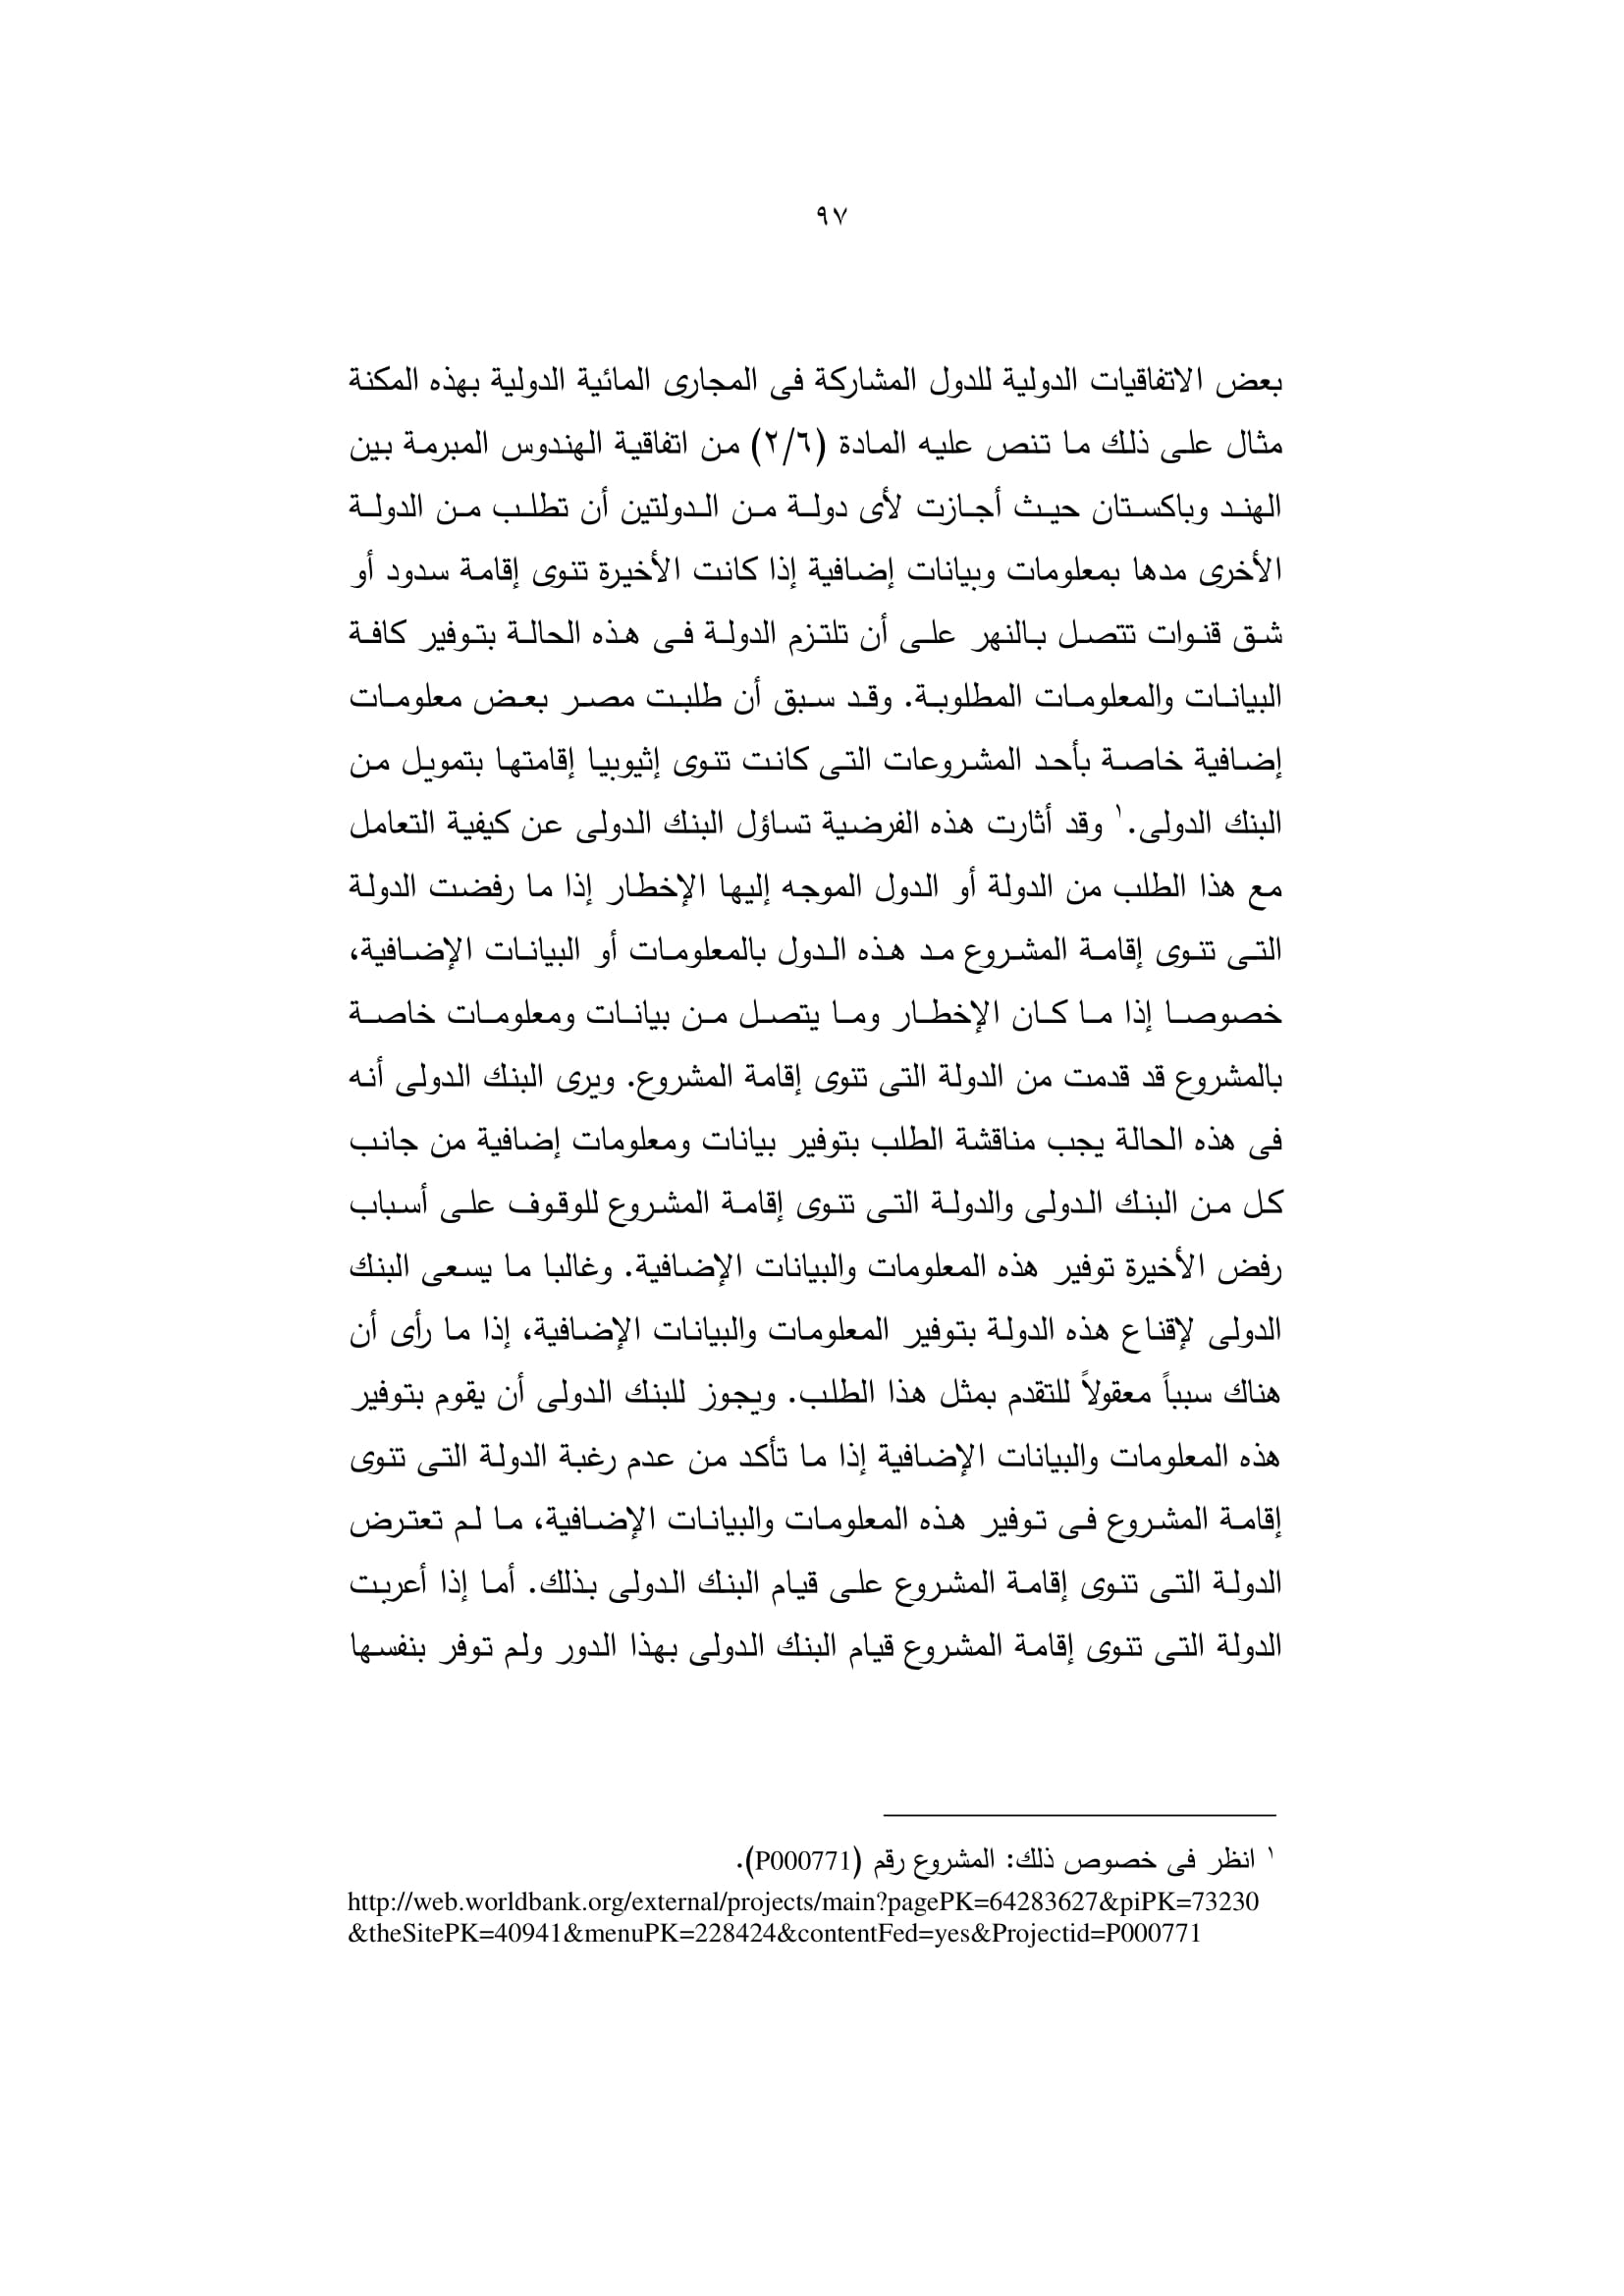 ٩٧
بعض الاتفاقيات الدولية للدول المشاركة فى المجارى المائية الدولية بهذه المكنة
مثال على ذلك ما تنص عليه المادة (٢/٦) من اتفاقية الهندوس المبرمة بين
الهند وباكستان حيث أجازت لأى دولة من الدولتين أن تطلب من الدولة
الأخرى مدها بمعلومات وبيانات إضافية إذا كانت الأخيرة تنوى إقامة سدود أو
شق قنوات تتصل بالنهر على أن تلتزم الدولة فى هذه الحالة بتوفير كافة
البيانات والمعلومات المطلوبة. وقد سبق أن طلبت مصر بعض معلومات
إضافية خاصة بأحد المشروعات التى كانت تنوى إثيوبيا إقامتها بتمويل من
البنك الدولى.١ وقد أثارت هذه الفرضية تساؤل البنك الدولى عن كيفية التعامل
مع هذا الطلب من الدولة أو الدول الموجه إليها الإخطار إذا ما رفضت الدولة
التى تنوى إقامة المشروع مد هذه الدول بالمعلومات أو البيانات الإضافية،
خصوصا إذا ما كان الإخطار وما يتصل من بيانات ومعلومات خاصة
بالمشروع قد قدمت من الدولة التى تنوى إقامة المشروع. ويرى البنك الدولى أنه
فى هذه الحالة يجب مناقشة الطلب بتوفير بيانات ومعلومات إضافية من جانب
كل من البنك الدولى والدولة التى تنوى إقامة المشروع للوقوف على أسباب
رفض الأخيرة توفير هذه المعلومات والبيانات الإضافية. وغالبا ما يسعى البنك
الدولى لإقناع هذه الدولة بتوفير المعلومات والبيانات الإضافية، إذا ما رأى أن
هناك سبباً معقولاً للتقدم بمثل هذا الطلب. ويجوز للبنك الدولى أن يقوم بتوفير
هذه المعلومات والبيانات الإضافية إذا ما تأكد من عدم رغبة الدولة التى تنوى
إقامة المشروع فى توفير هذه المعلومات والبيانات الإضافية، ما لم تعترض
الدولة التى تنوى إقامة المشروع على قيام البنك الدولى بذلك. أما إذا أعربت
الدولة التى تنوى إقامة المشروع قيام البنك الدولى بهذا الدور ولم توفر بنفسها
١ انظر فى خصوص ذلك: المشروع رقم (P000771).
http://web.worldbank.org/external/projects/main?pagePK=64283627&piPK=73230
&theSitePK=40941&menuPK=228424&contentFed=yes&Projectid=P000771